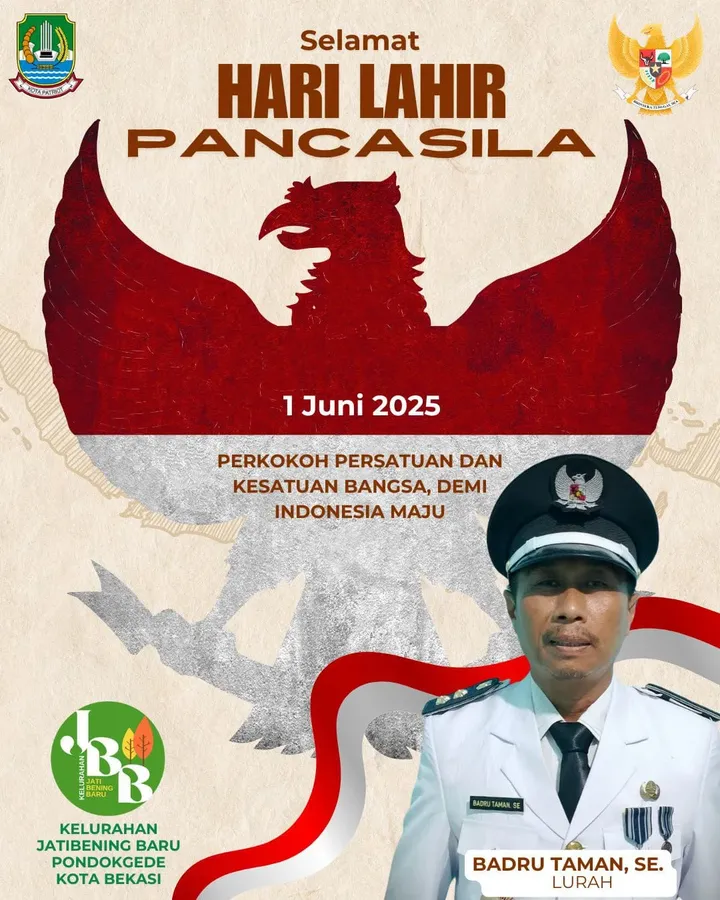 Selamat
HARI LAHIR
PANCASILA
KOTA PATRIOT
1 Juni 2025
PERKOKOH PERSATUAN DAN
KESATUAN BANGSA, DEMI
INDONESIA MAJU
KELURAHAN
JBB
JATI
BENING
BARU
KELURAHAN
JATIBENING BARU
PONDOKGEDE
KOTA BEKASI
BADRU TAMAN, SE
BADRU TAMAN, SE.
LURAH